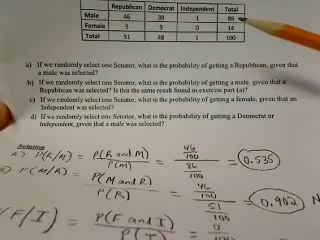 Republican Democrat Independent Total
Male 46 39 1 86
Female 5 9 0 14
Total 51 48 1 100
a) If we randomly select one Senator, what is the probability of getting a Republican, given that
a male was selected?
b) If we randomly select one Senator, what is the probability of getting a male, given that a
Republican was selected? Is this the same result found in exercise part (a)?
c) If we randomly select one Senator, what is the probability of getting a female, given that an
Independent was selected?
d) If we randomly select one Senator, what is the probability of getting a Democrat or
Independent, given that a male was selected?
Solution
A) P(R/M) = P(R and M) / P(M) = 46/100 / 86/100 = 0.535
B) P(M/R) = P(M and R) / P(R) = 46/100 / 51/100 = 0.902 N
P(F/I) = P(F and I) / P(I = 0/100